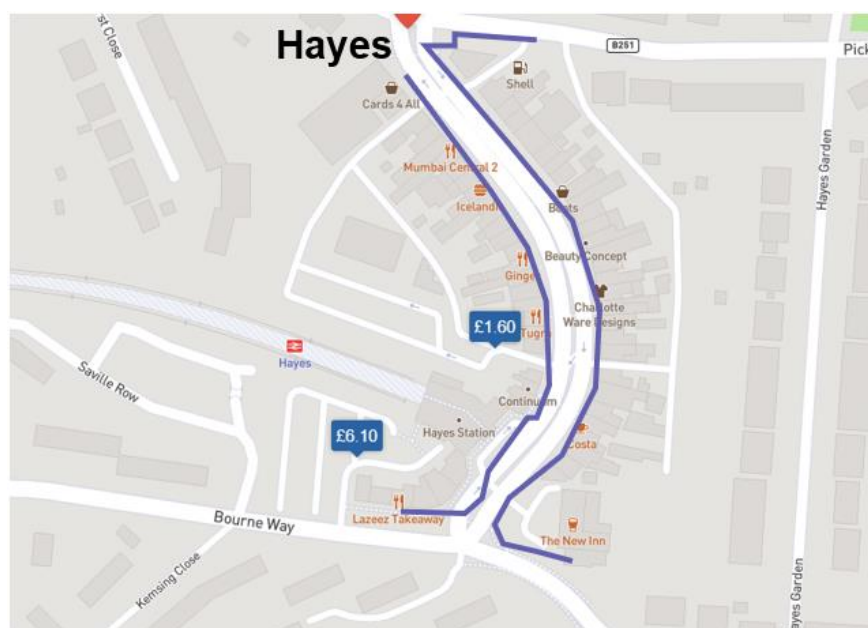 Hayes
B251
Pick
rst Close
Shell
Cards 4 All
Mumbai Central 2
Iceland
Boots
Hayes Garden
Beauty Concept
Ginger
Charlotte
Ware Designs
£1.60
Tugra
Hayes
Saville Row
Continuum
£6.10
Hayes Station
Costa
Lazeez Takeaway
Bourne Way
The New Inn
Kemsing Close
ayes Garden